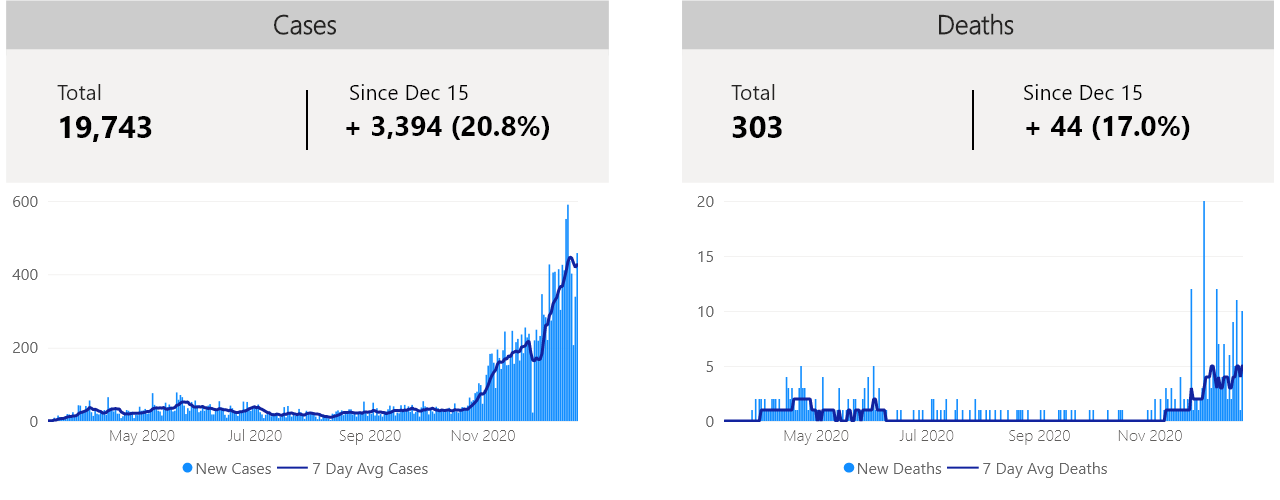 Cases
Total
Since Dec 15
19,743
+ 3,394 (20.8%)
600
400
200
0
May 2020
Jul 2020
Sep 2020
Nov 2020
New Cases
7 Day Avg Cases
Deaths
Total
Since Dec 15
303
+ 44 (17.0%)
20
15
10
5
0
May 2020
Jul 2020
Sep 2020
Nov 2020
New Deaths
7 Day Avg Deaths